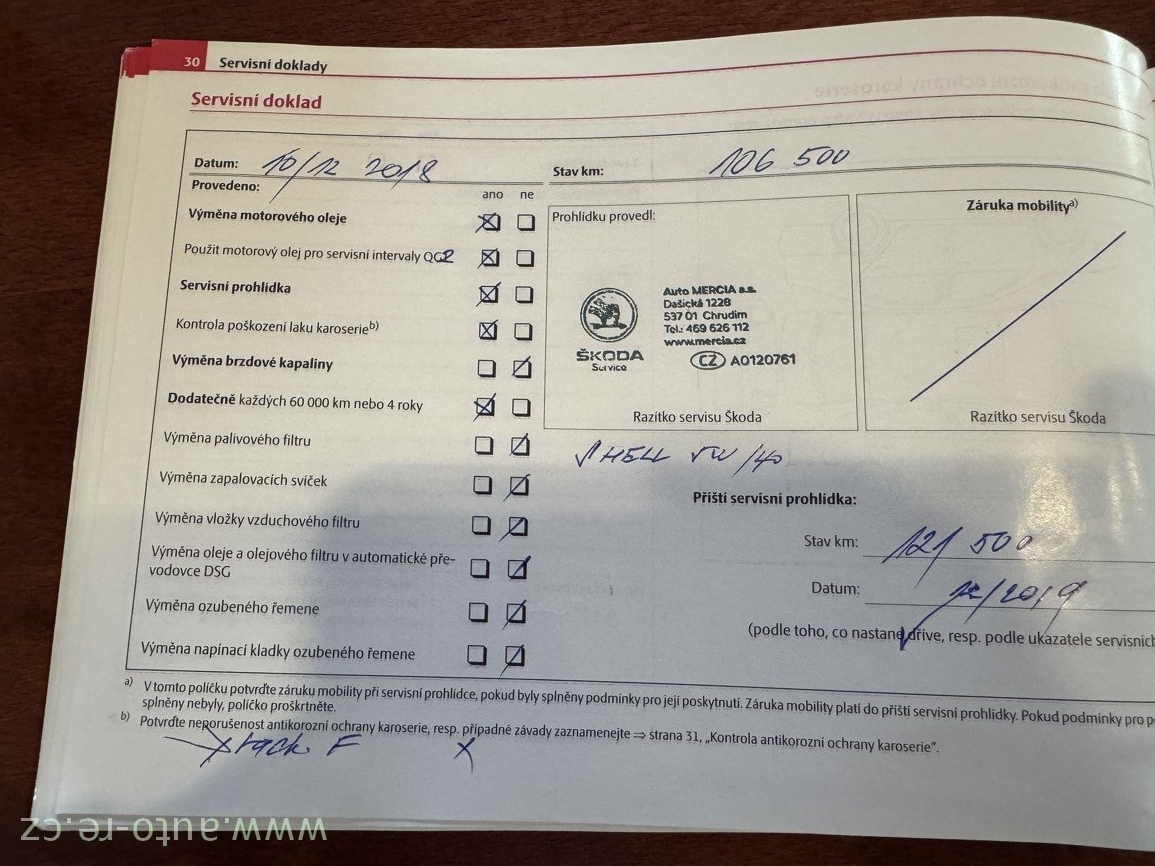 30 Servisní doklady
Servisní doklad
Datum: 10/12 2018
Stav km: 106 500
Provedeno:
ano ne
Výměna motorového oleje
Použit motorový olej pro servisní intervaly QG2
Servisní prohlídka
Kontrola poškození laku karoserieb)
Výměna brzdové kapaliny
Dodatečně každých 60 000 km nebo 4 roky
Výměna palivového filtru
Výměna zapalovacích svíček
Výměna vložky vzduchového filtru
Výměna oleje a olejového filtru v automatické pře-
vodovce DSG
Výměna ozubeného řemene
Výměna napínací kladky ozubeného řemene
Prohlídku provedl:
ŠKODA
Service
Auto MERCIA a.s.
Dašická 1228
537 01 Chrudim
Tel.: 469 626 112
www.mercia.cz
CZ A0120761
Razítko servisu Škoda
Záruka mobilitya)
Razítko servisu Škoda
SHELL 5W/40
Příští servisní prohlídka:
Stav km: 121 500
Datum: 12/2019
(podle toho, co nastane dříve, resp. podle ukazatele servisních
a) V tomto políčku potvrďte záruku mobility při servisní prohlídce, pokud byly splněny podmínky pro její poskytnutí. Záruka mobility platí do příští servisní prohlídky. Pokud podmínky pro p
splněny nebyly, políčko proškrtněte.
b) Potvrďte neporušenost antikorozní ochrany karoserie, resp. případné závady zaznamenejte ⇒ strana 31, „Kontrola antikorozní ochrany karoserie".
www.auto-re.cz